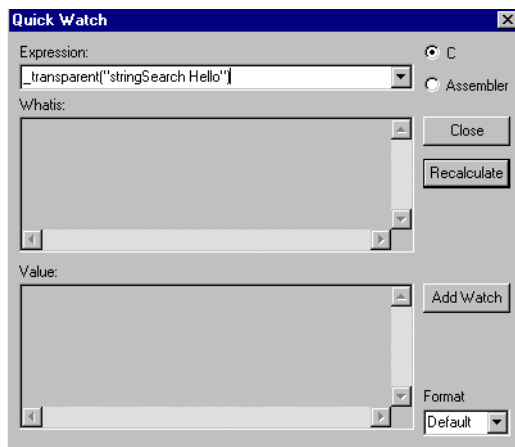 Quick Watch
Expression:
_transparent("stringSearch Hello")
C
Assembler
Whatis:
Close
Recalculate
Value:
Add Watch
Format
Default